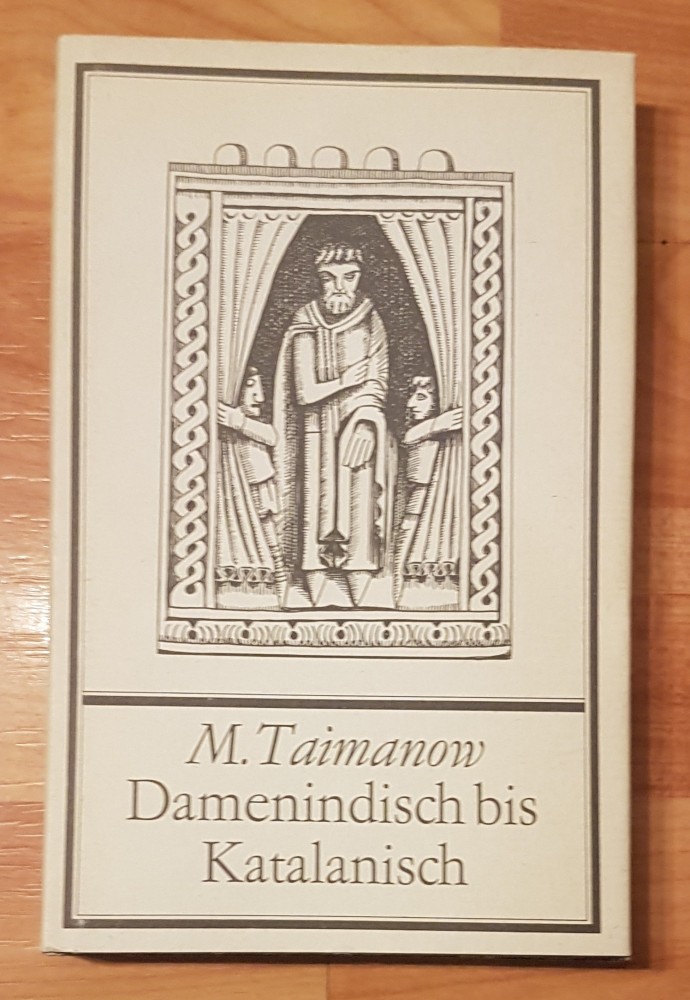 M. Taimanow
Damenindisch bis
Katalanisch